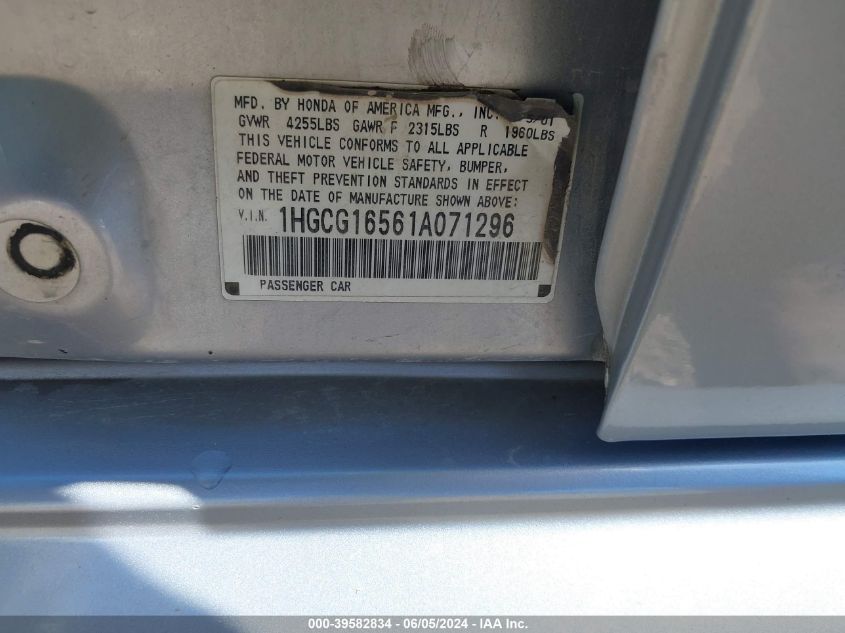 MFD. BY HONDA OF AMERICA MFG., INC. /01
GVWR 4255LBS GAWR F 2315LBS R 1960LBS
THIS VEHICLE CONFORMS TO ALL APPLICABLE
FEDERAL MOTOR VEHICLE SAFETY, BUMPER,
AND THEFT PREVENTION STANDARDS IN EFFECT
ON THE DATE OF MANUFACTURE SHOWN ABOVE:
V.I.N. 1HGCG16561A071296
PASSENGER CAR
000-39582834 - 06/05/2024 - IAA Inc.